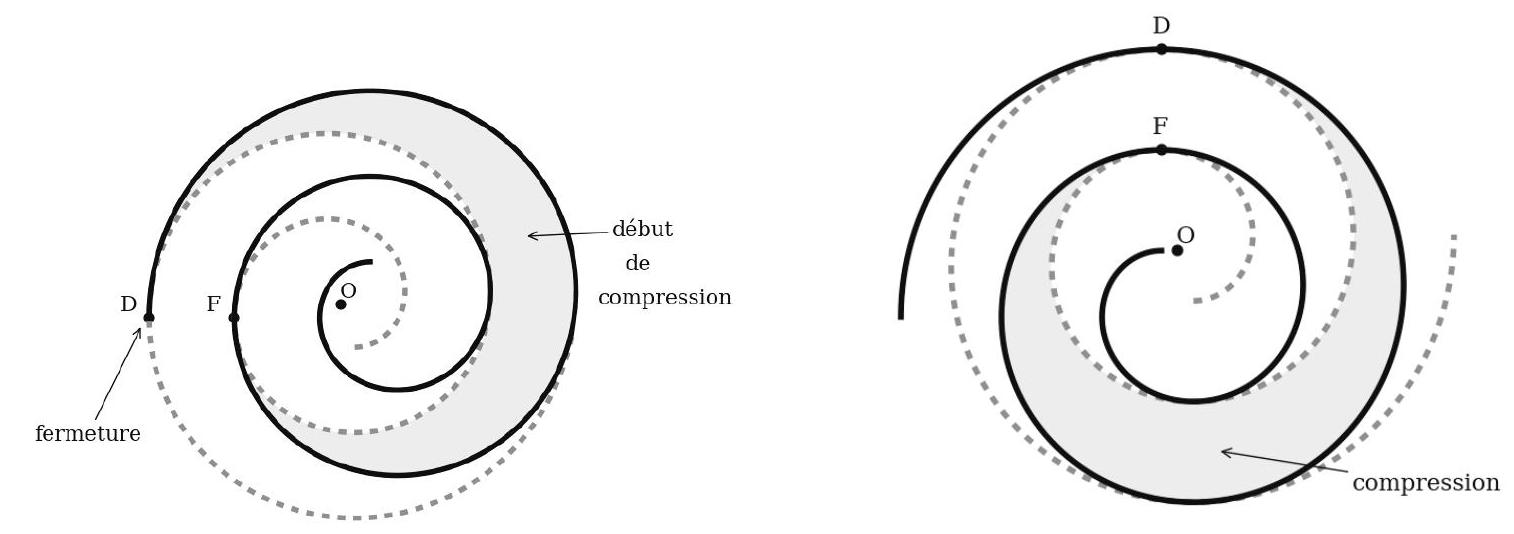 D
F
O
début
de
compression
fermeture
D
F
O
compression